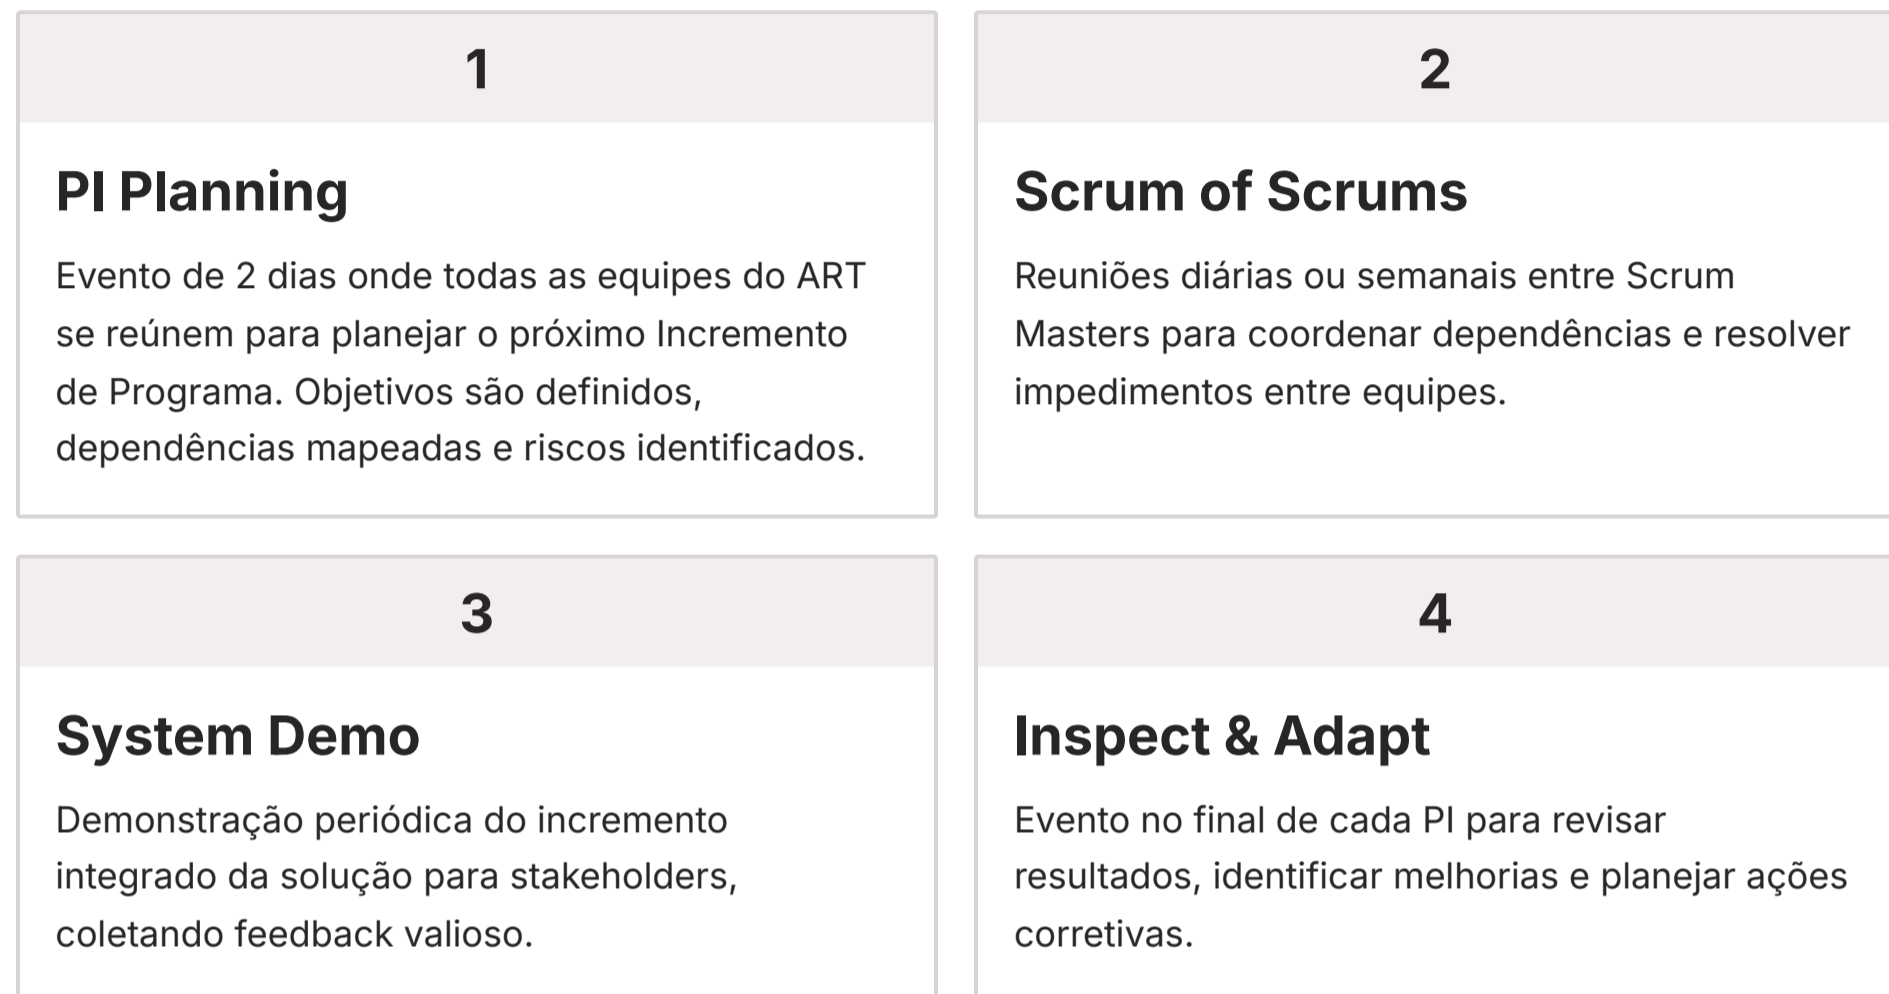 1
PI Planning
Evento de 2 dias onde todas as equipes do ART
se reúnem para planejar o próximo Incremento
de Programa. Objetivos são definidos,
dependências mapeadas e riscos identificados.
2
Scrum of Scrums
Reuniões diárias ou semanais entre Scrum
Masters para coordenar dependências e resolver
impedimentos entre equipes.
3
System Demo
Demonstração periódica do incremento
integrado da solução para stakeholders,
coletando feedback valioso.
4
Inspect & Adapt
Evento no final de cada PI para revisar
resultados, identificar melhorias e planejar ações
corretivas.